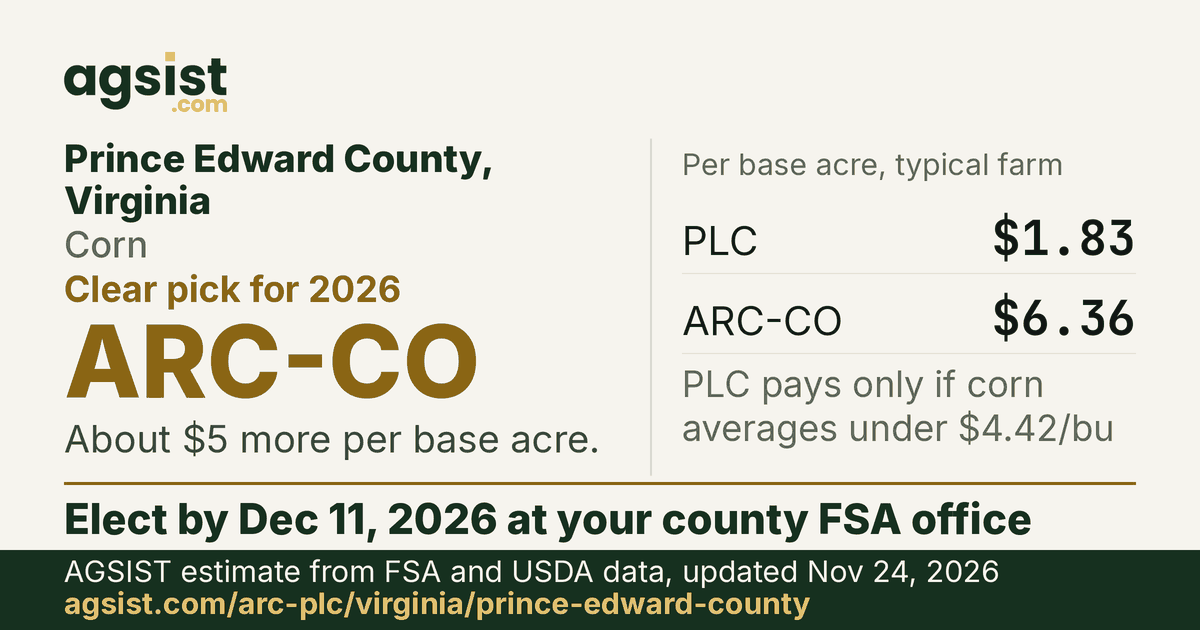 agsist
.com
Prince Edward County,
Virginia
Corn
Clear pick for 2026
ARC-CO
About $5 more per base acre.
Per base acre, typical farm
PLC $1.83
ARC-CO $6.36
PLC pays only if corn
averages under $4.42/bu
Elect by Dec 11, 2026 at your county FSA office
AGSIST estimate from FSA and USDA data, updated Nov 24, 2026
agsist.com/arc-plc/virginia/prince-edward-county